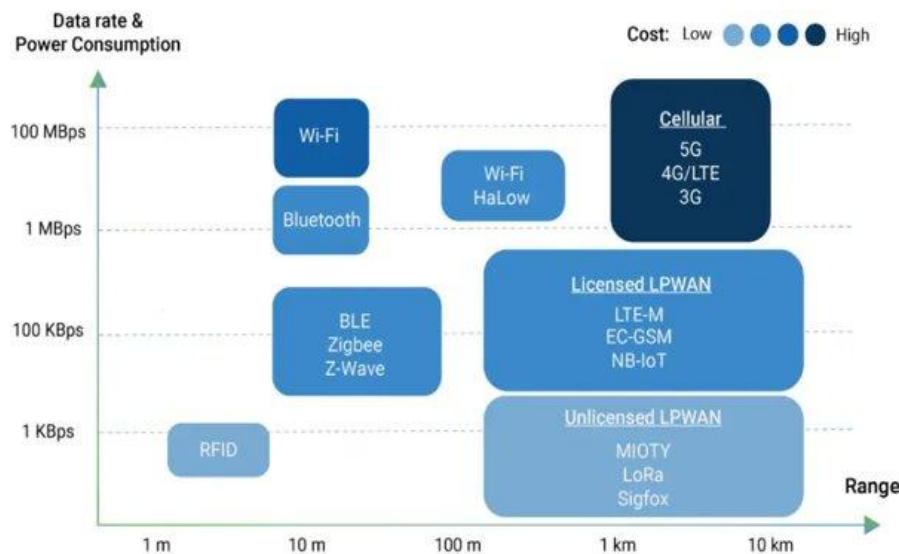 Data rate &
Power Consumption
Cost: Low High
100 MBps
Wi-Fi
Cellular
5G
4G/LTE
3G
Wi-Fi
HaLow
Bluetooth
1 MBps
Licensed LPWAN
LTE-M
EC-GSM
NB-IoT
BLE
Zigbee
Z-Wave
100 KBps
Unlicensed LPWAN
MIOTY
LoRa
Sigfox
1 KBps
RFID
Range
1 m 10 m 100 m 1 km 10 km